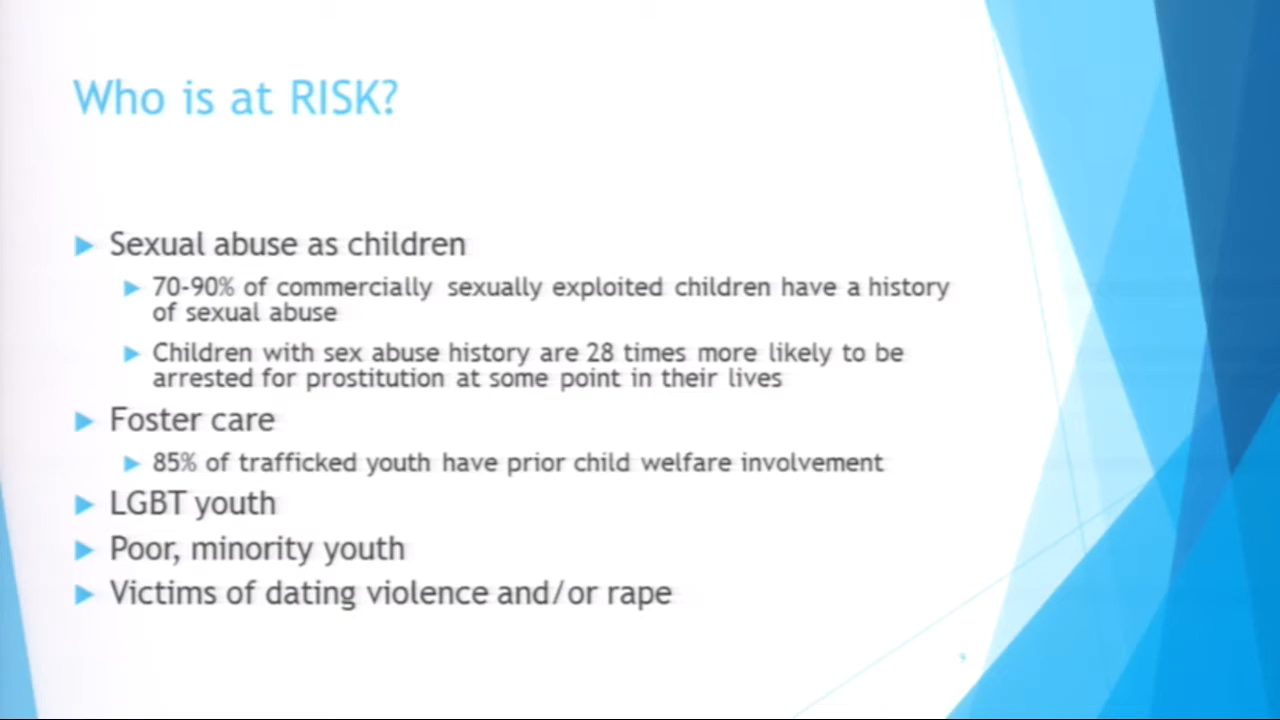 Who is at RISK?
Sexual abuse as children
70-90% of commercially sexually exploited children have a history
of sexual abuse
Children with sex abuse history are 28 times more likely to be
arrested for prostitution at some point in their lives
Foster care
85% of trafficked youth have prior child welfare involvement
LGBT youth
Poor, minority youth
Victims of dating violence and/or rape